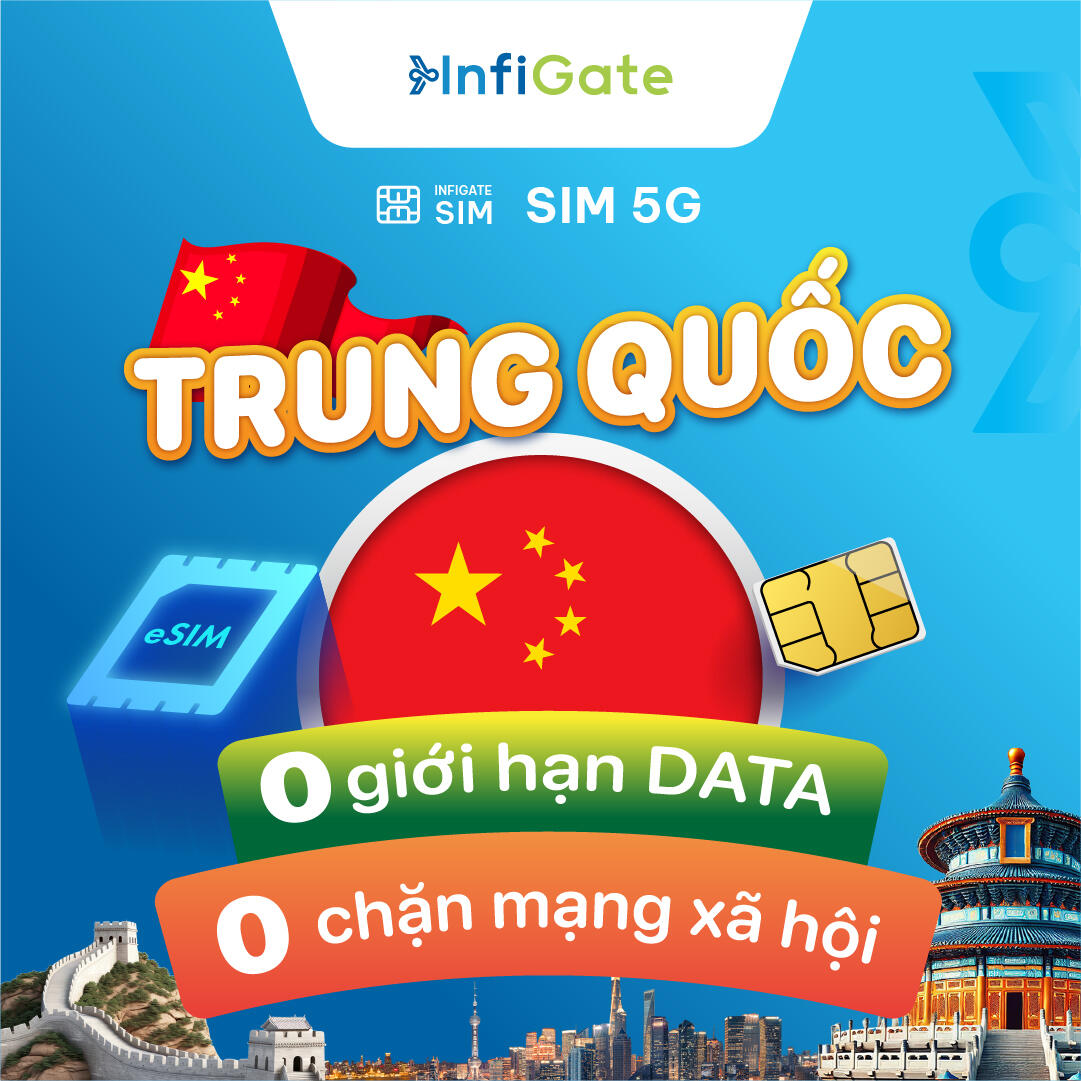 InfiGate
INFIGATE
SIM
SIM 5G
TRUNG QUỐC
eSIM
0 giới hạn DATA
0 chặn mạng xã hội